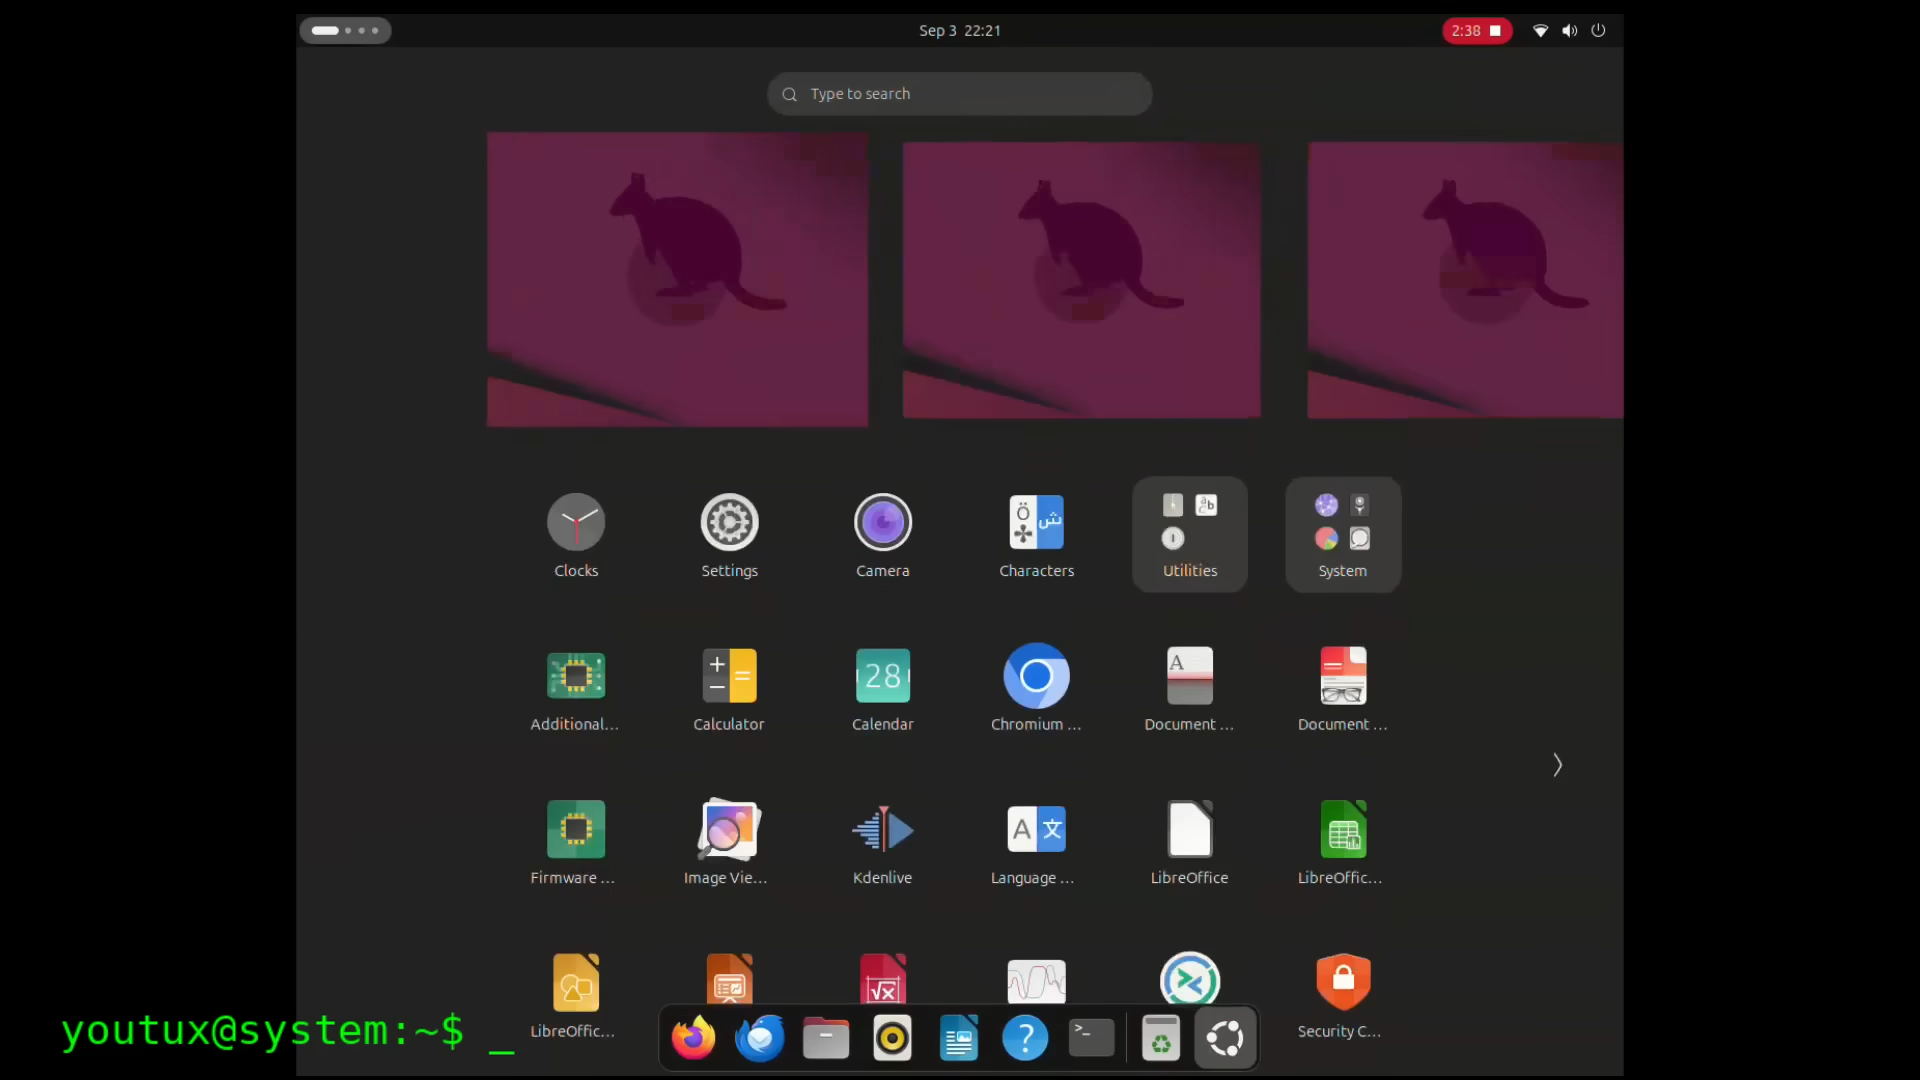 Sep 3 22:21
2:38
Type to search
Clocks
Settings
Camera
Characters
Utilities
System
Additional...
Calculator
28
Calendar
Chromium ...
Document ...
Document ...
Firmware ...
Image Vie...
Kdenlive
Language ...
LibreOffice
LibreOffic...
LibreOffic...
Security C...
youtux@system:~$ _